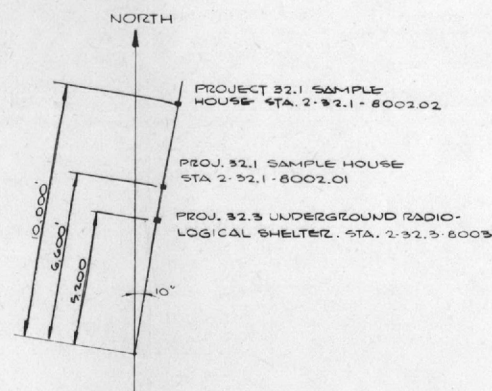 NORTH
PROJECT 32.1 SAMPLE
HOUSE STA. 2-32.1-8002.02
PROJ. 32.1 SAMPLE HOUSE
STA 2-32.1-8002.01
PROJ. 32.3 UNDERGROUND RADIO-
LOGICAL SHELTER. STA. 2-32.3-8003
10,000'
6,600'
5,200
10°